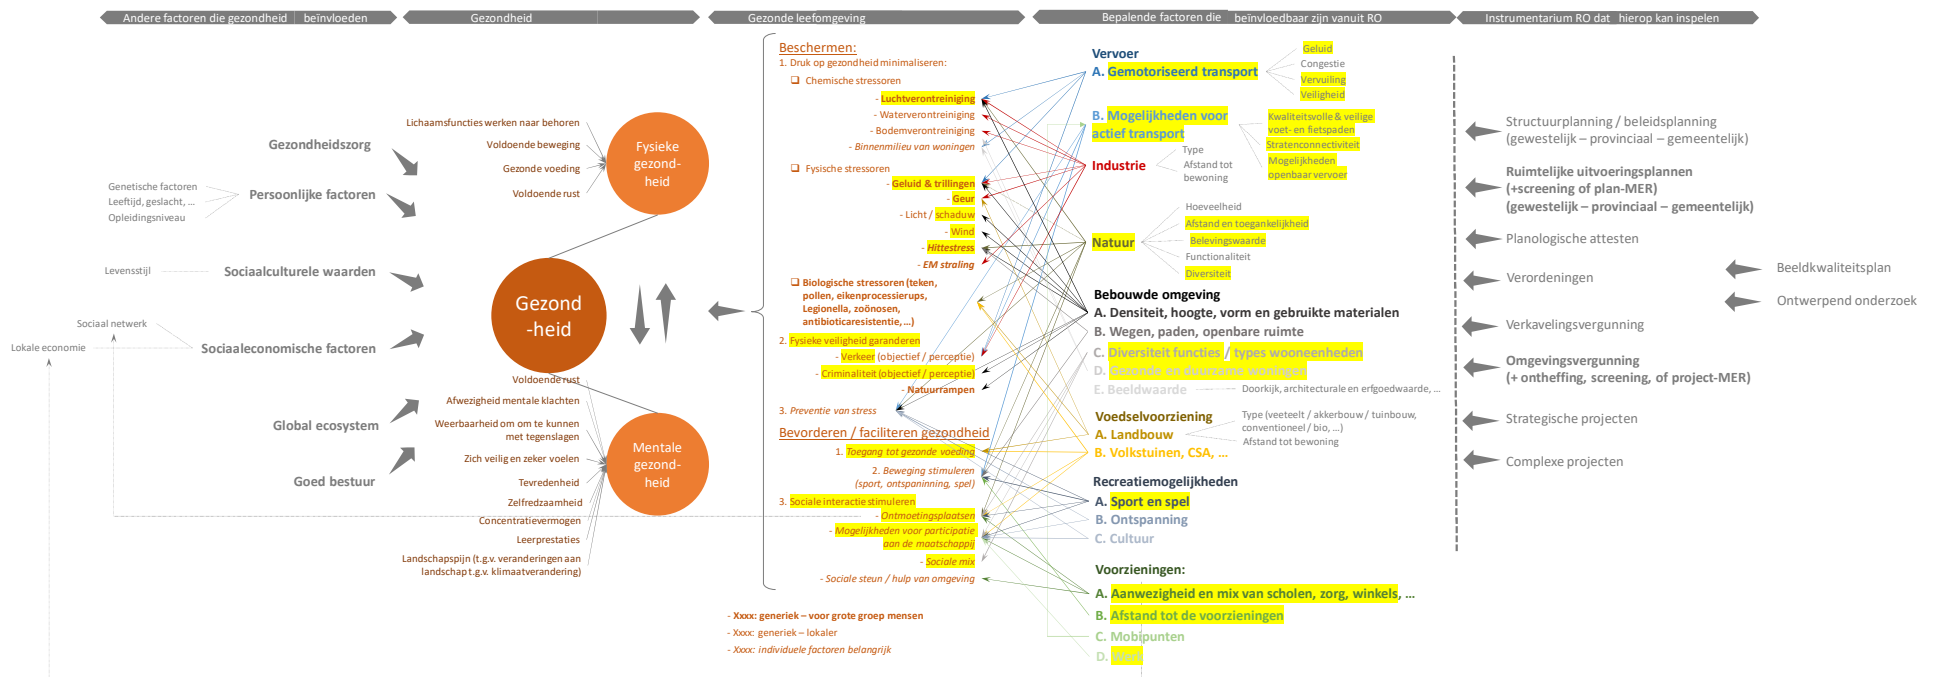 Andere factoren die gezondheid beïnvloeden
Gezondheid
Gezonde leefomgeving
Bepalende factoren die beïnvloedbaar zijn vanuit RO
Instrumentarium RO dat hierop kan inspelen
Gezondheidszorg
Genetische factoren
Leeftijd, geslacht, ...
Opleidingsniveau
Persoonlijke factoren
Levensstijl
Sociaalculturele waarden
Sociaal netwerk
Lokale economie
Sociaaleconomische factoren
Global ecosystem
Goed bestuur
Lichaamsfuncties werken naar behoren
Voldoende beweging
Gezonde voeding
Voldoende rust
Fysieke
gezond-
heid
Gezond
-heid
Voldoende rust
Afwezigheid mentale klachten
Weerbaarheid om om te kunnen
met tegenslagen
Zich veilig en zeker voelen
Tevredenheid
Zelfredzaamheid
Concentratievermogen
Leerprestaties
Landschapspijn (t.g.v. veranderingen aan
landschap t.g.v. klimaatverandering)
Mentale
gezond-
heid
Beschermen:
1. Druk op gezondheid minimaliseren:
❑ Chemische stressoren
- Luchtverontreiniging
- Waterverontreiniging
- Bodemverontreiniging
- Binnenmilieu van woningen
❑ Fysische stressoren
- Geluid & trillingen
- Geur
- Licht / schaduw
- Wind
- Hittestress
- EM straling
❑ Biologische stressoren (teken,
pollen, eikenprocessierups,
Legionella, zoönosen,
antibioticaresistentie, ...)
2. Fysieke veiligheid garanderen
- Verkeer (objectief / perceptie)
- Criminaliteit (objectief / perceptie)
- Natuurrampen
3. Preventie van stress
Bevorderen / faciliteren gezondheid
1. Toegang tot gezonde voeding
2. Beweging stimuleren
(sport, ontspaninning, spel)
3. Sociale interactie stimuleren
- Ontmoetingsplaatsen
- Mogelijkheden voor participatie
aan de maatschappij
- Sociale mix
- Sociale steun / hulp van omgeving
- Xxxx: generiek – voor grote groep mensen
- Xxxx: generiek – lokaler
- Xxxx: individuele factoren belangrijk
Vervoer
A. Gemotoriseerd transport
Geluid
Congestie
Vervuiling
Veiligheid
B. Mogelijkheden voor
actief transport
Kwaliteitsvolle & veilige
voet- en fietspaden
Stratenconnectiviteit
Mogelijkheden
openbaar vervoer
Industrie
Type
Afstand tot
bewoning
Natuur
Hoeveelheid
Afstand en toegankelijkheid
Belevingswaarde
Functionaliteit
Diversiteit
Bebouwde omgeving
A. Densiteit, hoogte, vorm en gebruikte materialen
B. Wegen, paden, openbare ruimte
C. Diversiteit functies / types wooneenheden
D. Gezonde en duurzame woningen
E. Beeldwaarde
Doorkijk, architecturale en erfgoedwaarde, ...
Voedselvoorziening
A. Landbouw
Type (veeteelt / akkerbouw / tuinbouw,
conventioneel / bio, ...)
Afstand tot bewoning
B. Volkstuinen, CSA, ...
Recreatiemogelijkheden
A. Sport en spel
B. Ontspanning
C. Cultuur
Voorzieningen:
A. Aanwezigheid en mix van scholen, zorg, winkels, ...
B. Afstand tot de voorzieningen
C. Mobipunten
D. Werk
Structuurplanning / beleidsplanning
(gewestelijk – provinciaal – gemeentelijk)
Ruimtelijke uitvoeringsplannen
(+screening of plan-MER)
(gewestelijk – provinciaal – gemeentelijk)
Planologische attesten
Verordeningen
Verkavelingsvergunning
Omgevingsvergunning
(+ ontheffing, screening, of project-MER)
Strategische projecten
Complexe projecten
Beeldkwaliteitsplan
Ontwerpend onderzoek